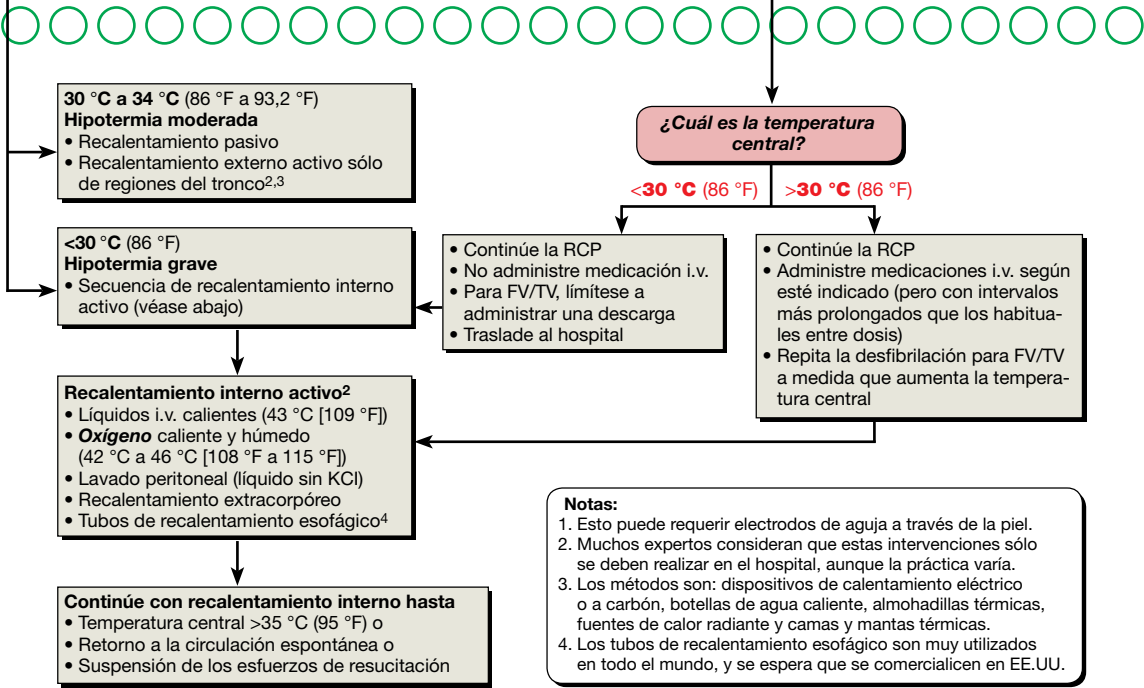 30 °C a 34 °C (86 °F a 93,2 °F)
Hipotermia moderada
• Recalentamiento pasivo
• Recalentamiento externo activo sólo
de regiones del tronco2,3
<30 °C (86 °F)
Hipotermia grave
• Secuencia de recalentamiento interno
activo (véase abajo)
Recalentamiento interno activo2
• Líquidos i.v. calientes (43 °C [109 °F])
• Oxígeno caliente y húmedo
(42 °C a 46 °C [108 °F a 115 °F])
• Lavado peritoneal (líquido sin KCl)
• Recalentamiento extracorpóreo
• Tubos de recalentamiento esofágico4
Continúe con recalentamiento interno hasta
• Temperatura central >35 °C (95 °F) o
• Retorno a la circulación espontánea o
• Suspensión de los esfuerzos de resucitación
¿Cuál es la temperatura
central?
<30 °C (86 °F) >30 °C (86 °F)
• Continúe la RCP
• No administre medicación i.v.
• Para FV/TV, límitese a
administrar una descarga
• Traslade al hospital
• Continúe la RCP
• Administre medicaciones i.v. según
esté indicado (pero con intervalos
más prolongados que los habitua-
les entre dosis)
• Repita la desfibrilación para FV/TV
a medida que aumenta la tempera-
tura central
Notas:
1. Esto puede requerir electrodos de aguja a través de la piel.
2. Muchos expertos consideran que estas intervenciones sólo
se deben realizar en el hospital, aunque la práctica varía.
3. Los métodos son: dispositivos de calentamiento eléctrico
o a carbón, botellas de agua caliente, almohadillas térmicas,
fuentes de calor radiante y camas y mantas térmicas.
4. Los tubos de recalentamiento esofágico son muy utilizados
en todo el mundo, y se espera que se comercialicen en EE.UU.